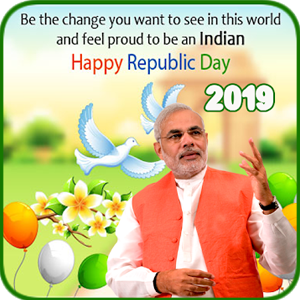 Be the change you want to see in this world
and feel proud to be an Indian
Happy Republic Day
2019